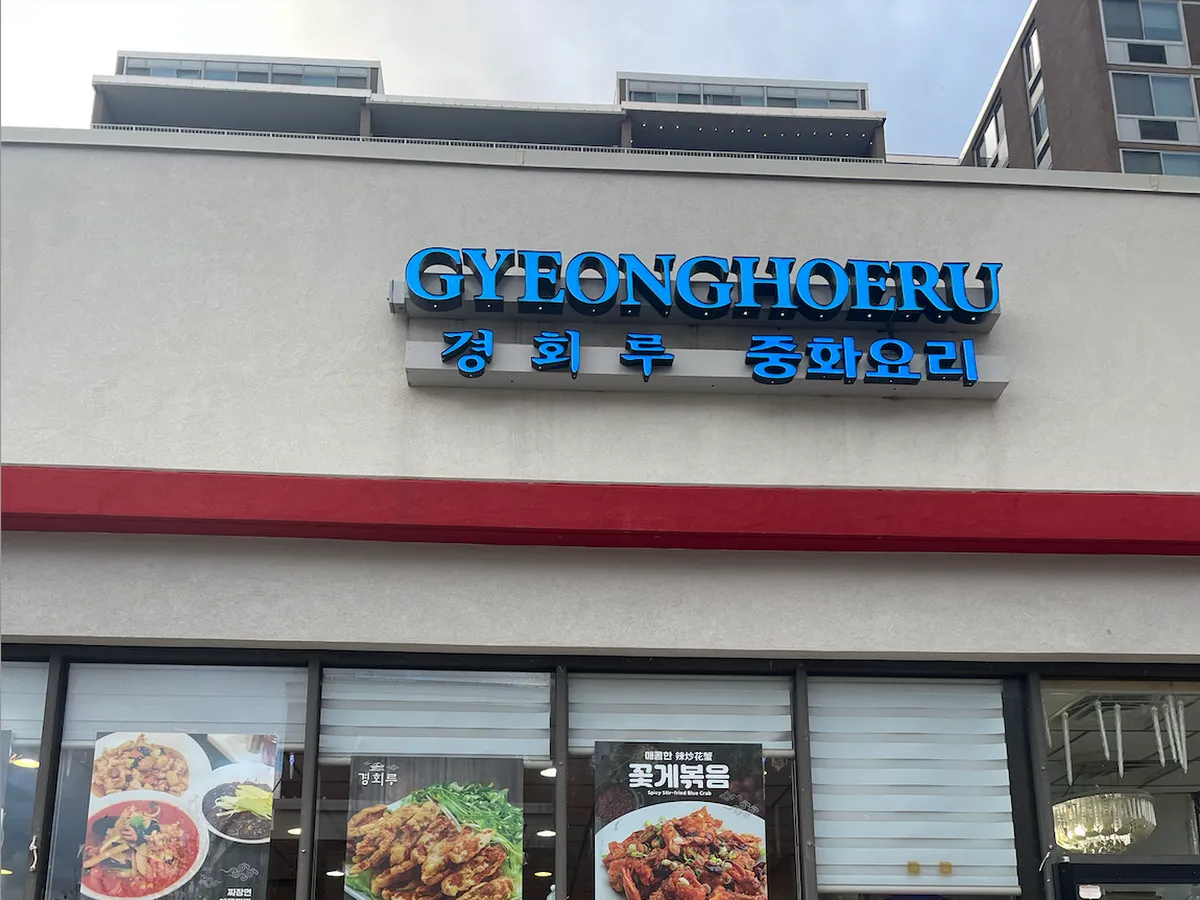 GYEONGHOERU
경회루 중화요리
경회루
매콤한 辣炒花蟹
꽃게볶음
Spicy Stir-fried Blue Crab
짜장면